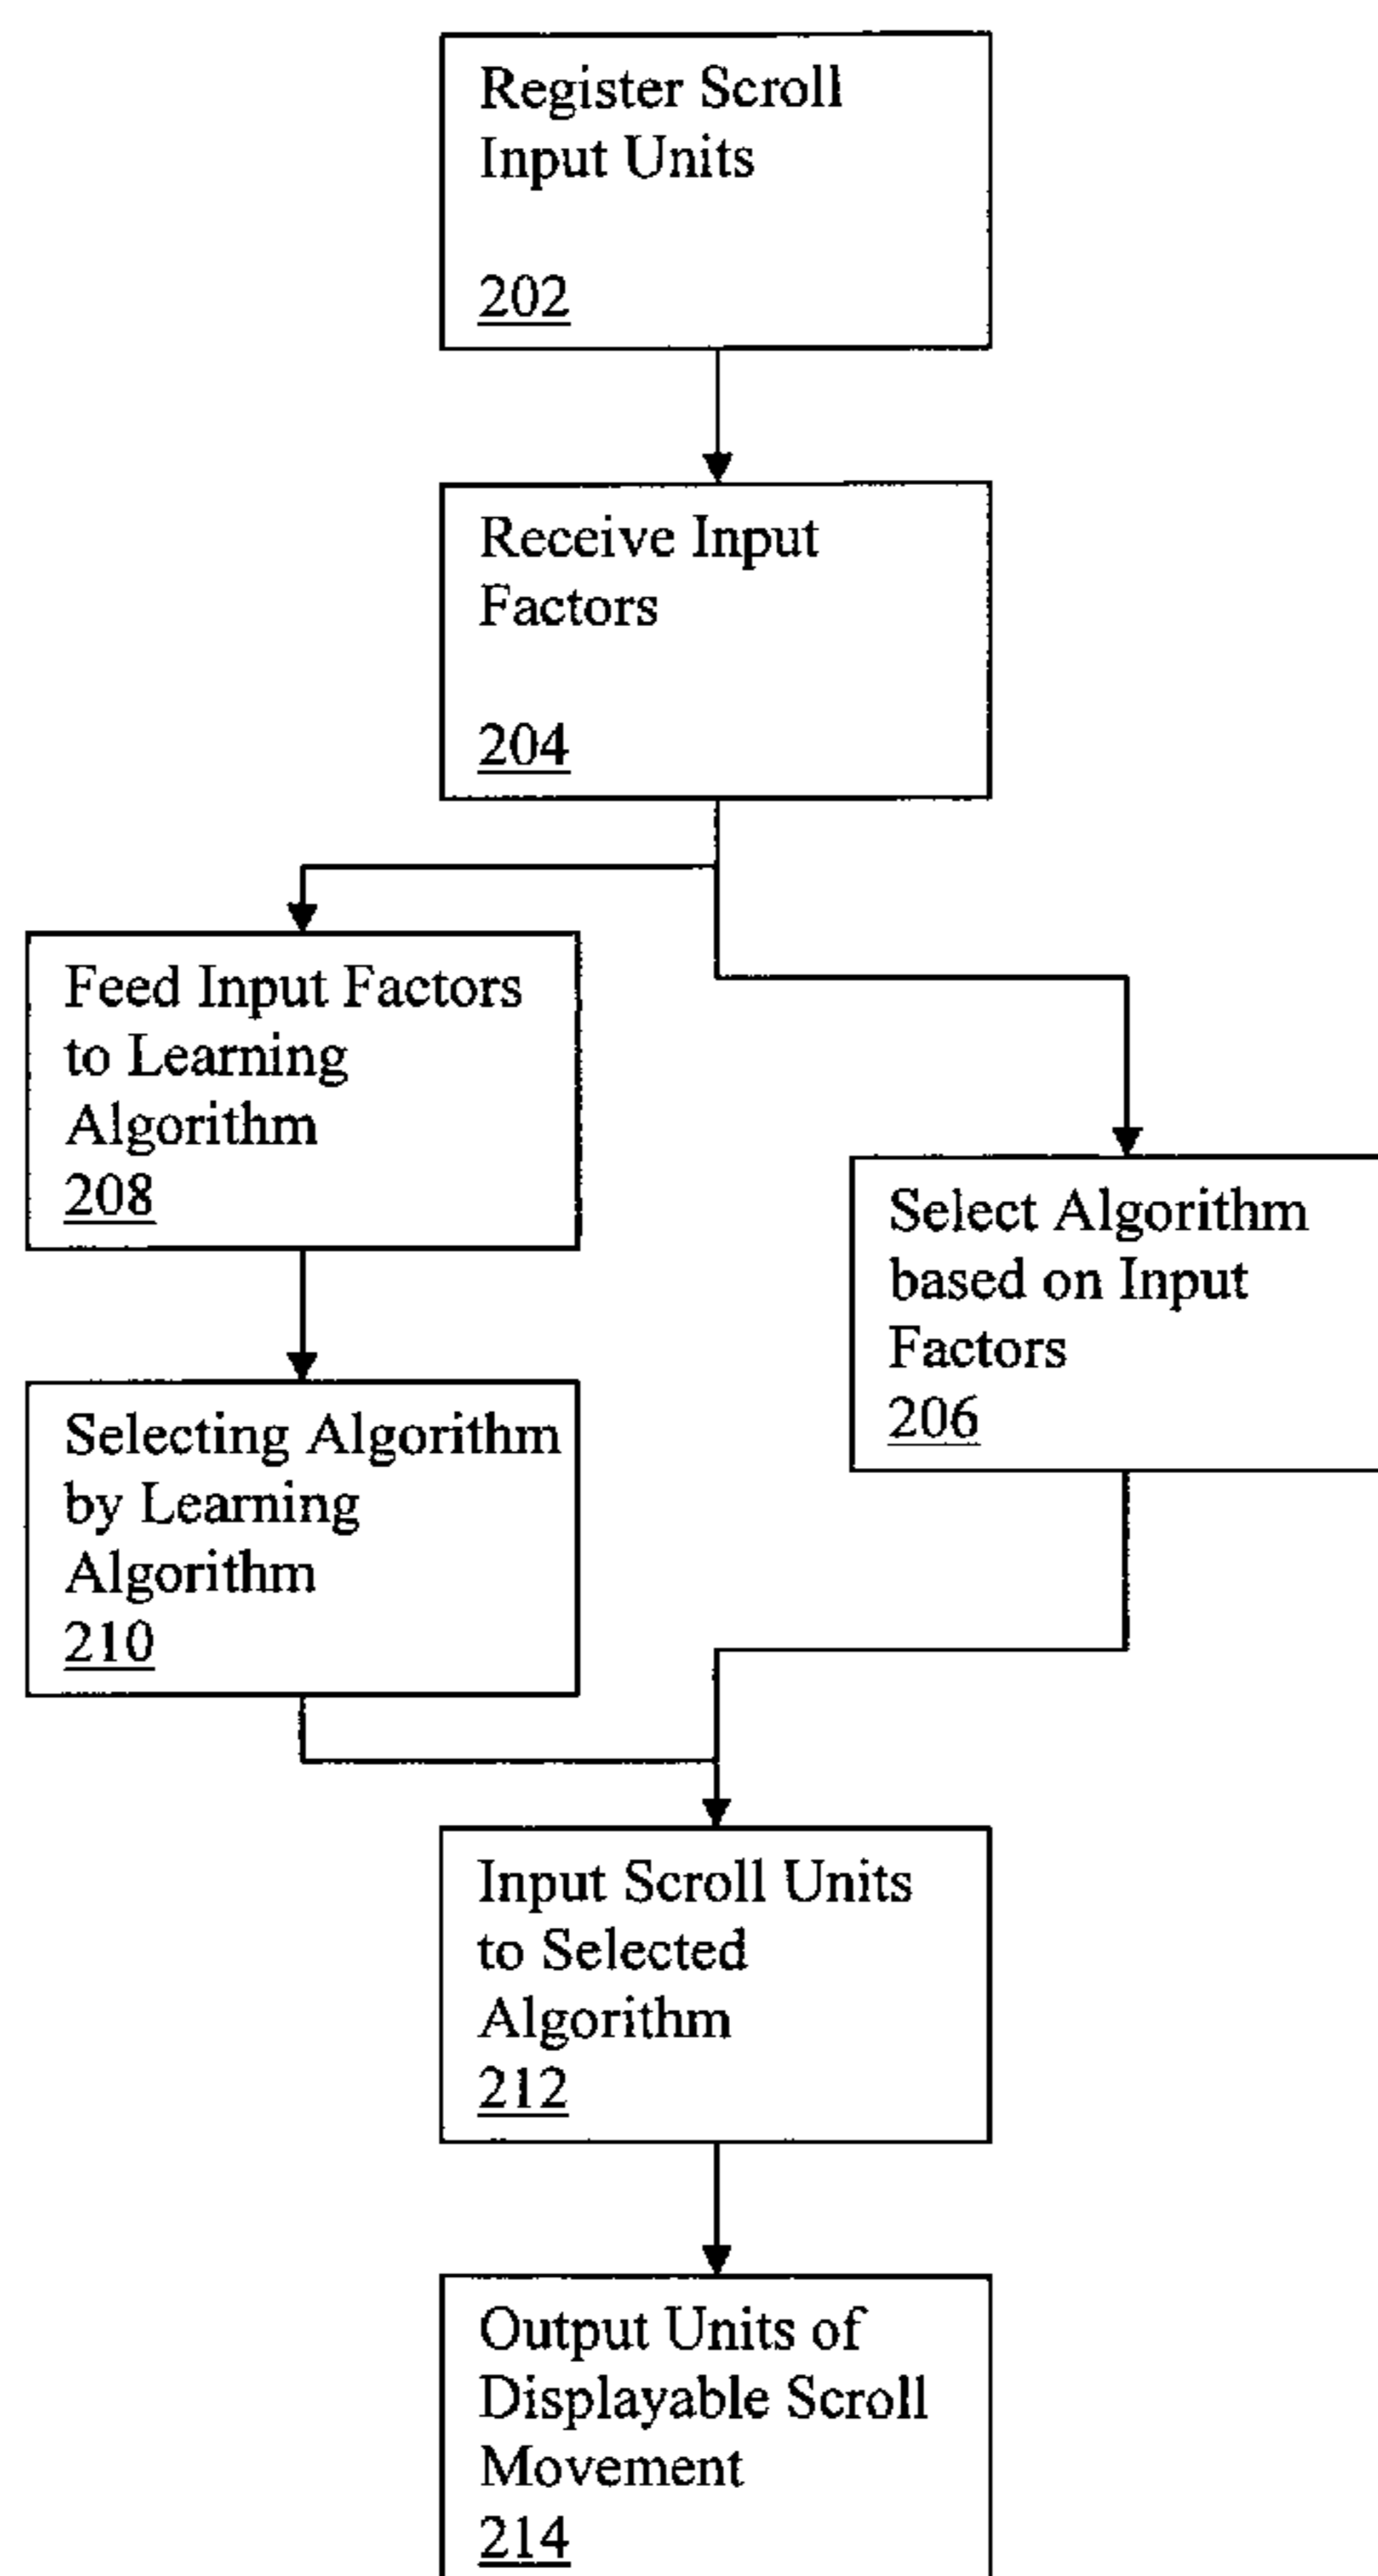 Register Scroll
Input Units
202
Receive Input
Factors
204
Feed Input Factors
to Learning
Algorithm
208
Select Algorithm
based on Input
Factors
206
Selecting Algorithm
by Learning
Algorithm
210
Input Scroll Units
to Selected
Algorithm
212
Output Units of
Displayable Scroll
Movement
214